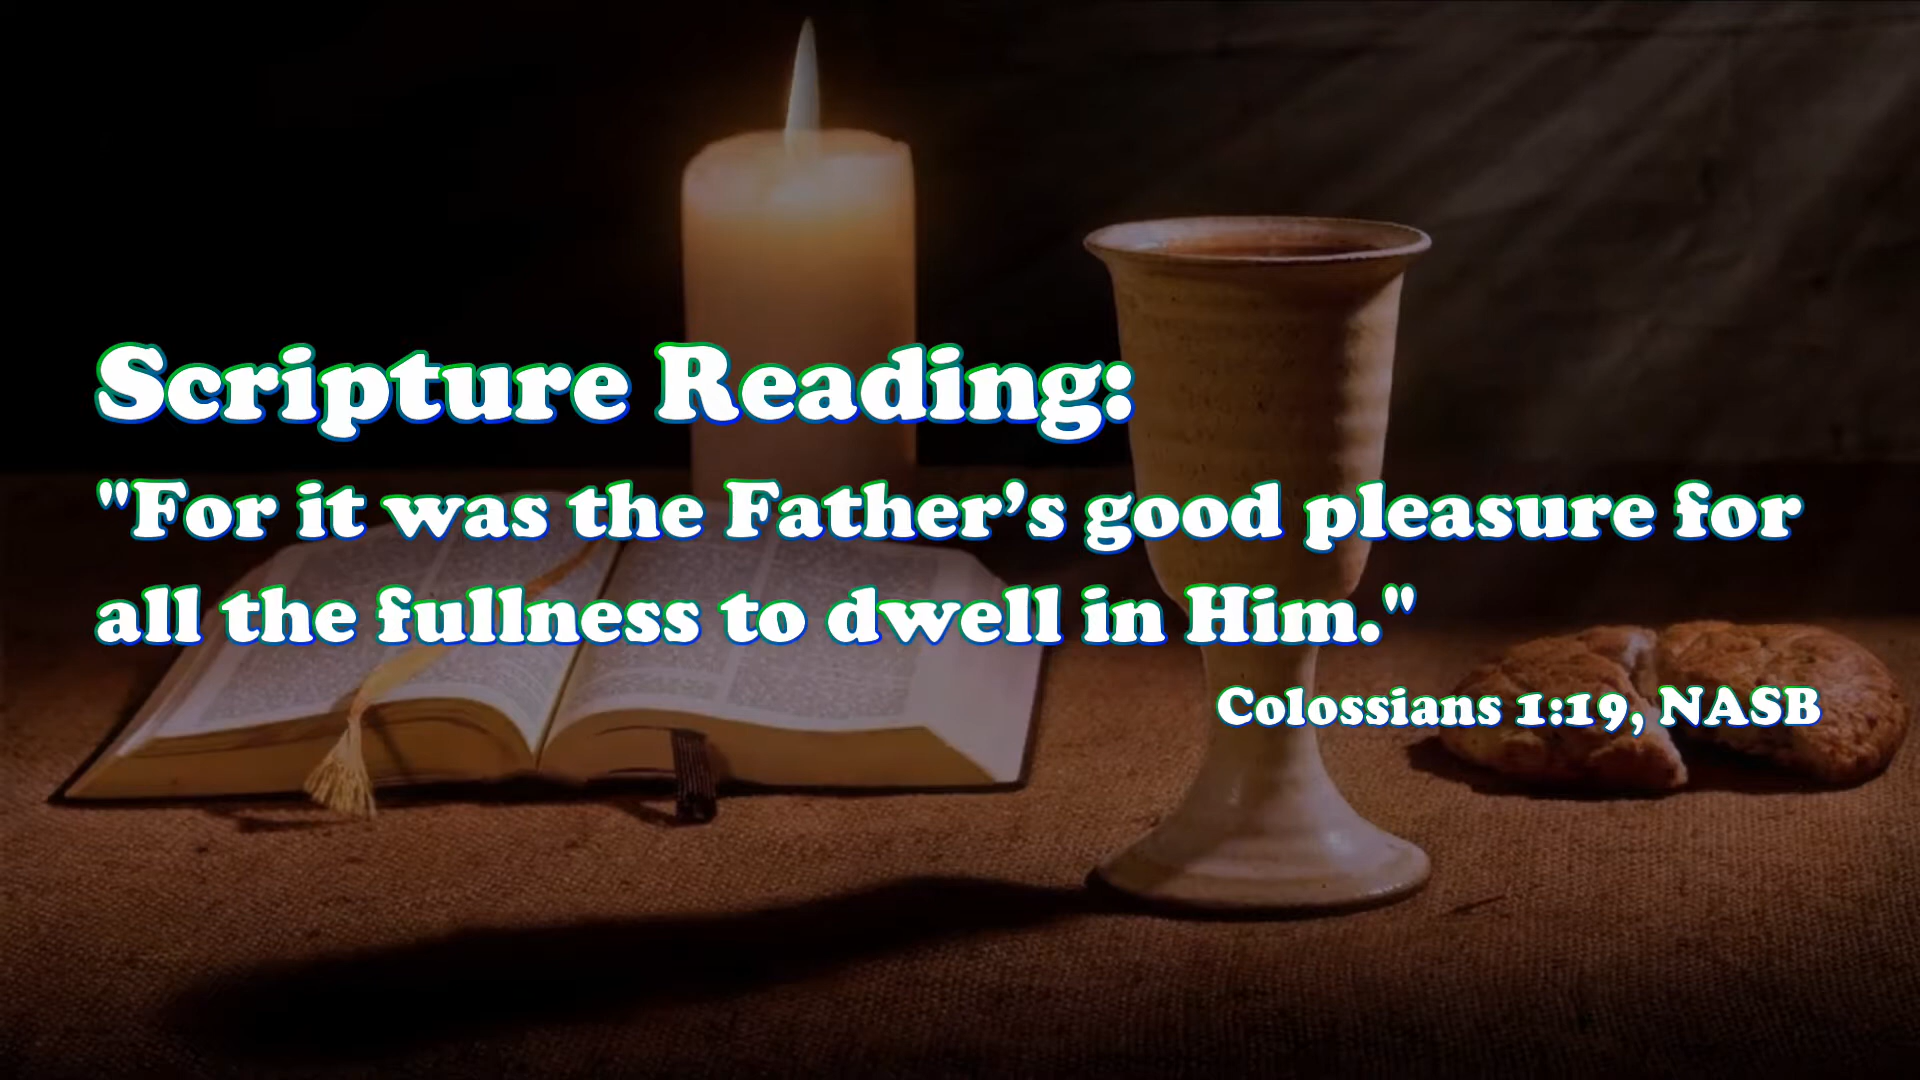 Scripture Reading:
"For it was the Father’s good pleasure for
all the fullness to dwell in Him."
Colossians 1:19, NASB